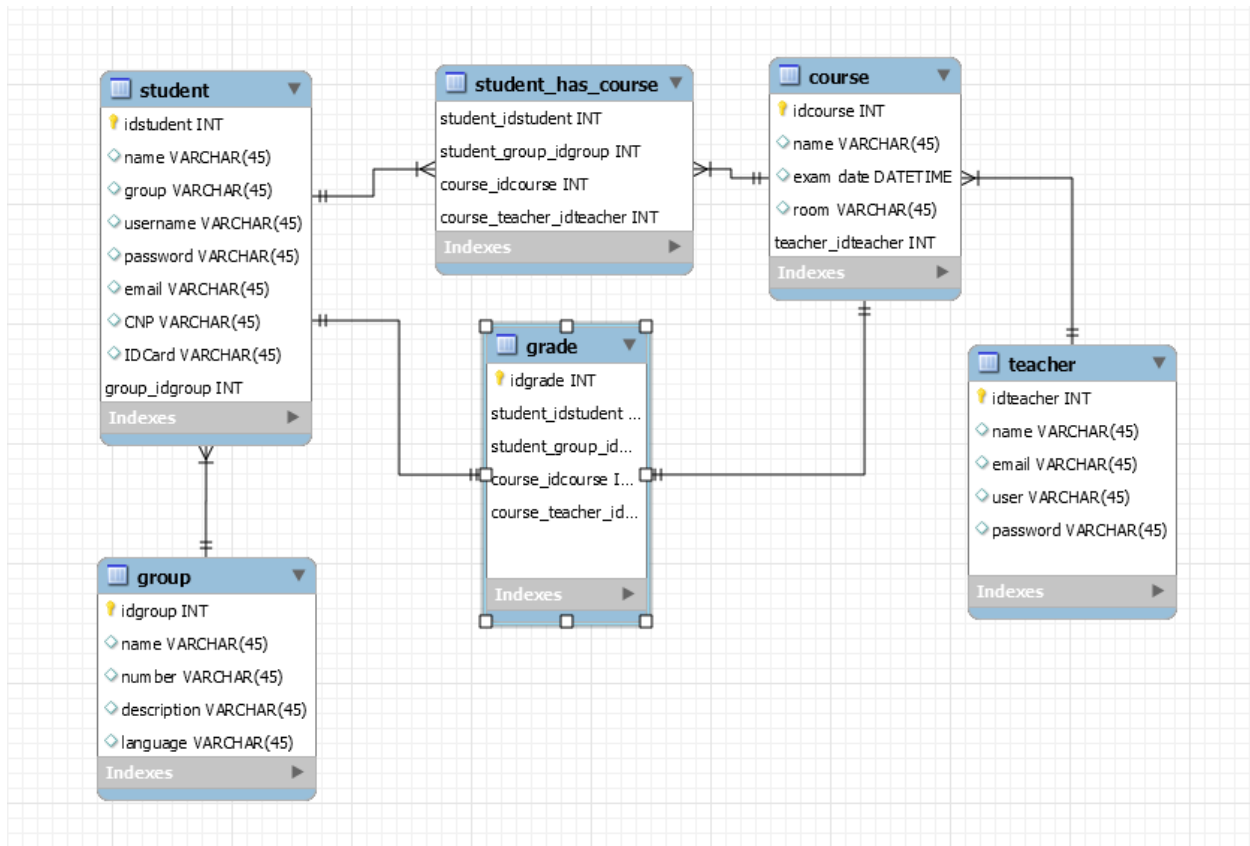 student
idstudent INT
name VARCHAR(45)
group VARCHAR(45)
username VARCHAR(45)
password VARCHAR(45)
email VARCHAR(45)
CNP VARCHAR(45)
IDCard VARCHAR(45)
group_idgroup INT
Indexes
student_has_course
student_idstudent INT
student_group_idgroup INT
course_idcourse INT
course_teacher_idteacher INT
Indexes
course
idcourse INT
name VARCHAR(45)
exam date DATETIME
room VARCHAR(45)
teacher_idteacher INT
Indexes
grade
idgrade INT
student_idstudent ...
student_group_id...
course_idcourse I...
course_teacher_id...
Indexes
teacher
idteacher INT
name VARCHAR(45)
email VARCHAR(45)
user VARCHAR(45)
password VARCHAR(45)
Indexes
group
idgroup INT
name VARCHAR(45)
number VARCHAR(45)
description VARCHAR(45)
language VARCHAR(45)
Indexes